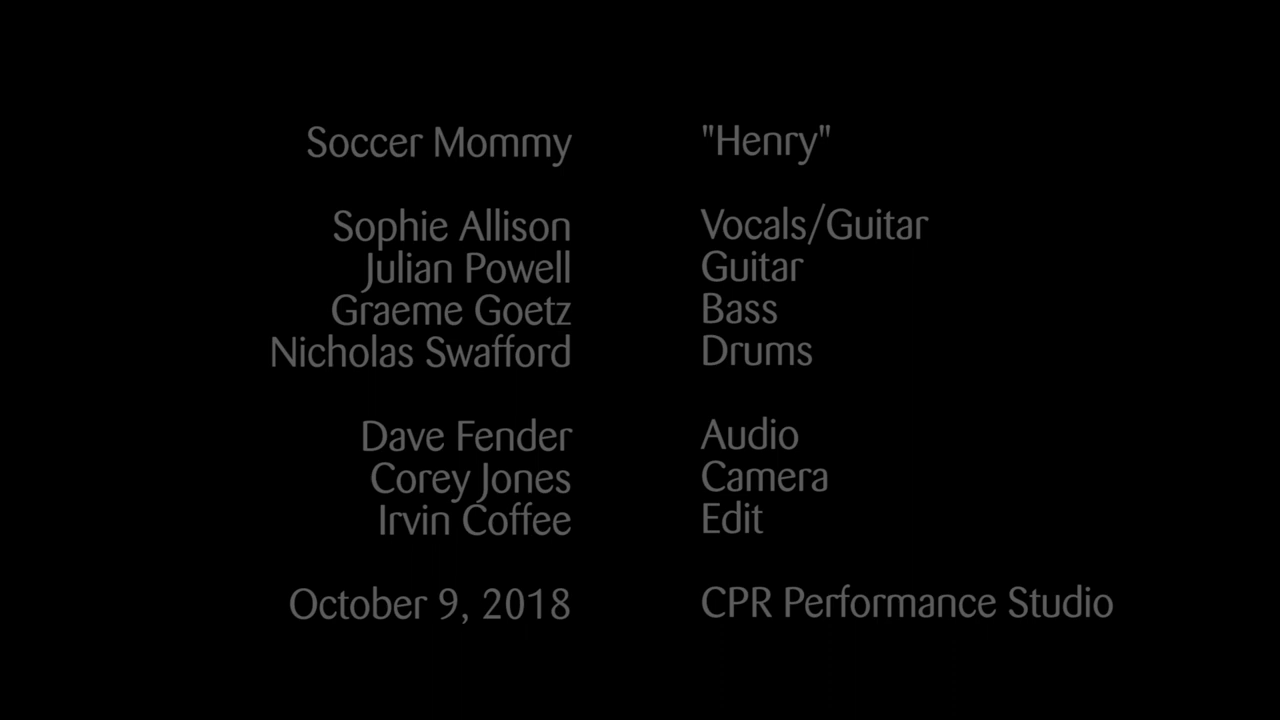 Soccer Mommy "Henry"
Sophie Allison Vocals/Guitar
Julian Powell Guitar
Graeme Goetz Bass
Nicholas Swafford Drums
Dave Fender Audio
Corey Jones Camera
Irvin Coffee Edit
October 9, 2018 CPR Performance Studio